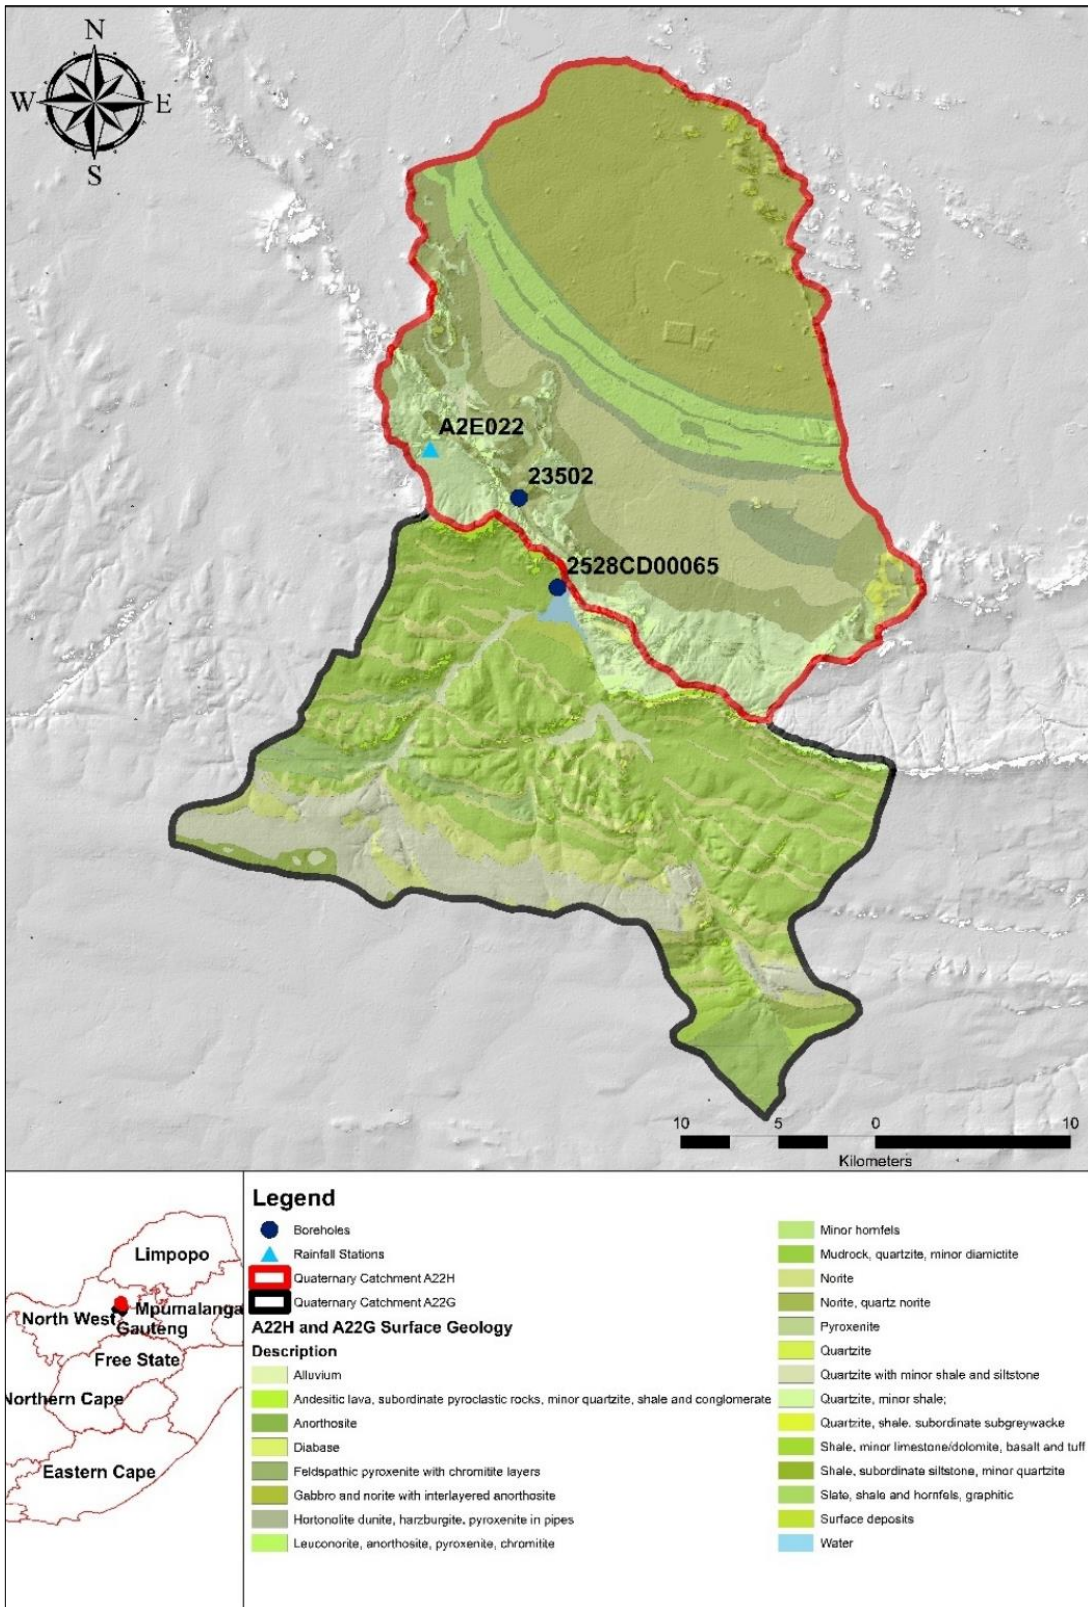 N
W
E
S
A2E022
23502
2528CD00065
10
5
0
10
Kilometers
Limpopo
North West
Mpumalanga
Gauteng
Free State
Northern Cape
Eastern Cape
Legend
Boreholes
Rainfall Stations
Quaternary Catchment A22H
Quaternary Catchment A22G
A22H and A22G Surface Geology
Description
Alluvium
Andesitic lava, subordinate pyroclastic rocks, minor quartzite, shale and conglomerate
Anorthosite
Diabase
Feldspathic pyroxenite with chromitite layers
Gabbro and norite with interlayered anorthosite
Hortonolite dunite, harzburgite, pyroxenite in pipes
Leuconorite, anorthosite, pyroxenite, chromitite
Minor hornfels
Mudrock, quartzite, minor diamictite
Norite
Norite, quartz norite
Pyroxenite
Quartzite
Quartzite with minor shale and siltstone
Quartzite, minor shale;
Quartzite, shale, subordinate subgreywacke
Shale, minor limestone/dolomite, basalt and tuff
Shale, subordinate siltstone, minor quartzite
Slate, shale and hornfels, graphitic
Surface deposits
Water